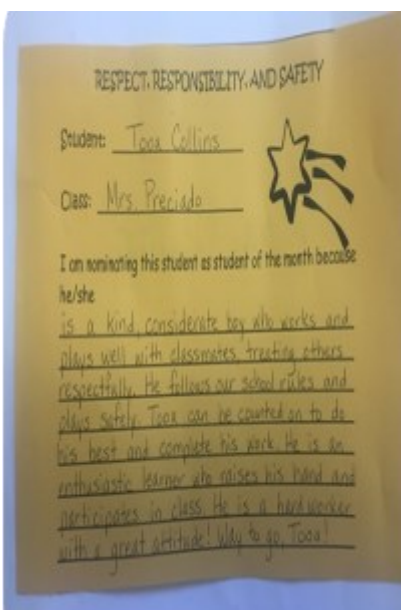 RESPECT, RESPONSIBILITY, AND SAFETY
Student: Tooa Collins
Class: Mrs. Preciado
I am nominating this student as student of the month because
he/she
is a kind, considerate boy who works and
plays well with classmates, treating others
respectfully. He follows our school rules and
plays safely. Tooa can be counted on to do
his best and complete his work. He is an
enthusiastic learner who raises his hand and
participates in class. He is a hard worker
with a great attitude! Way to go, Tooa!